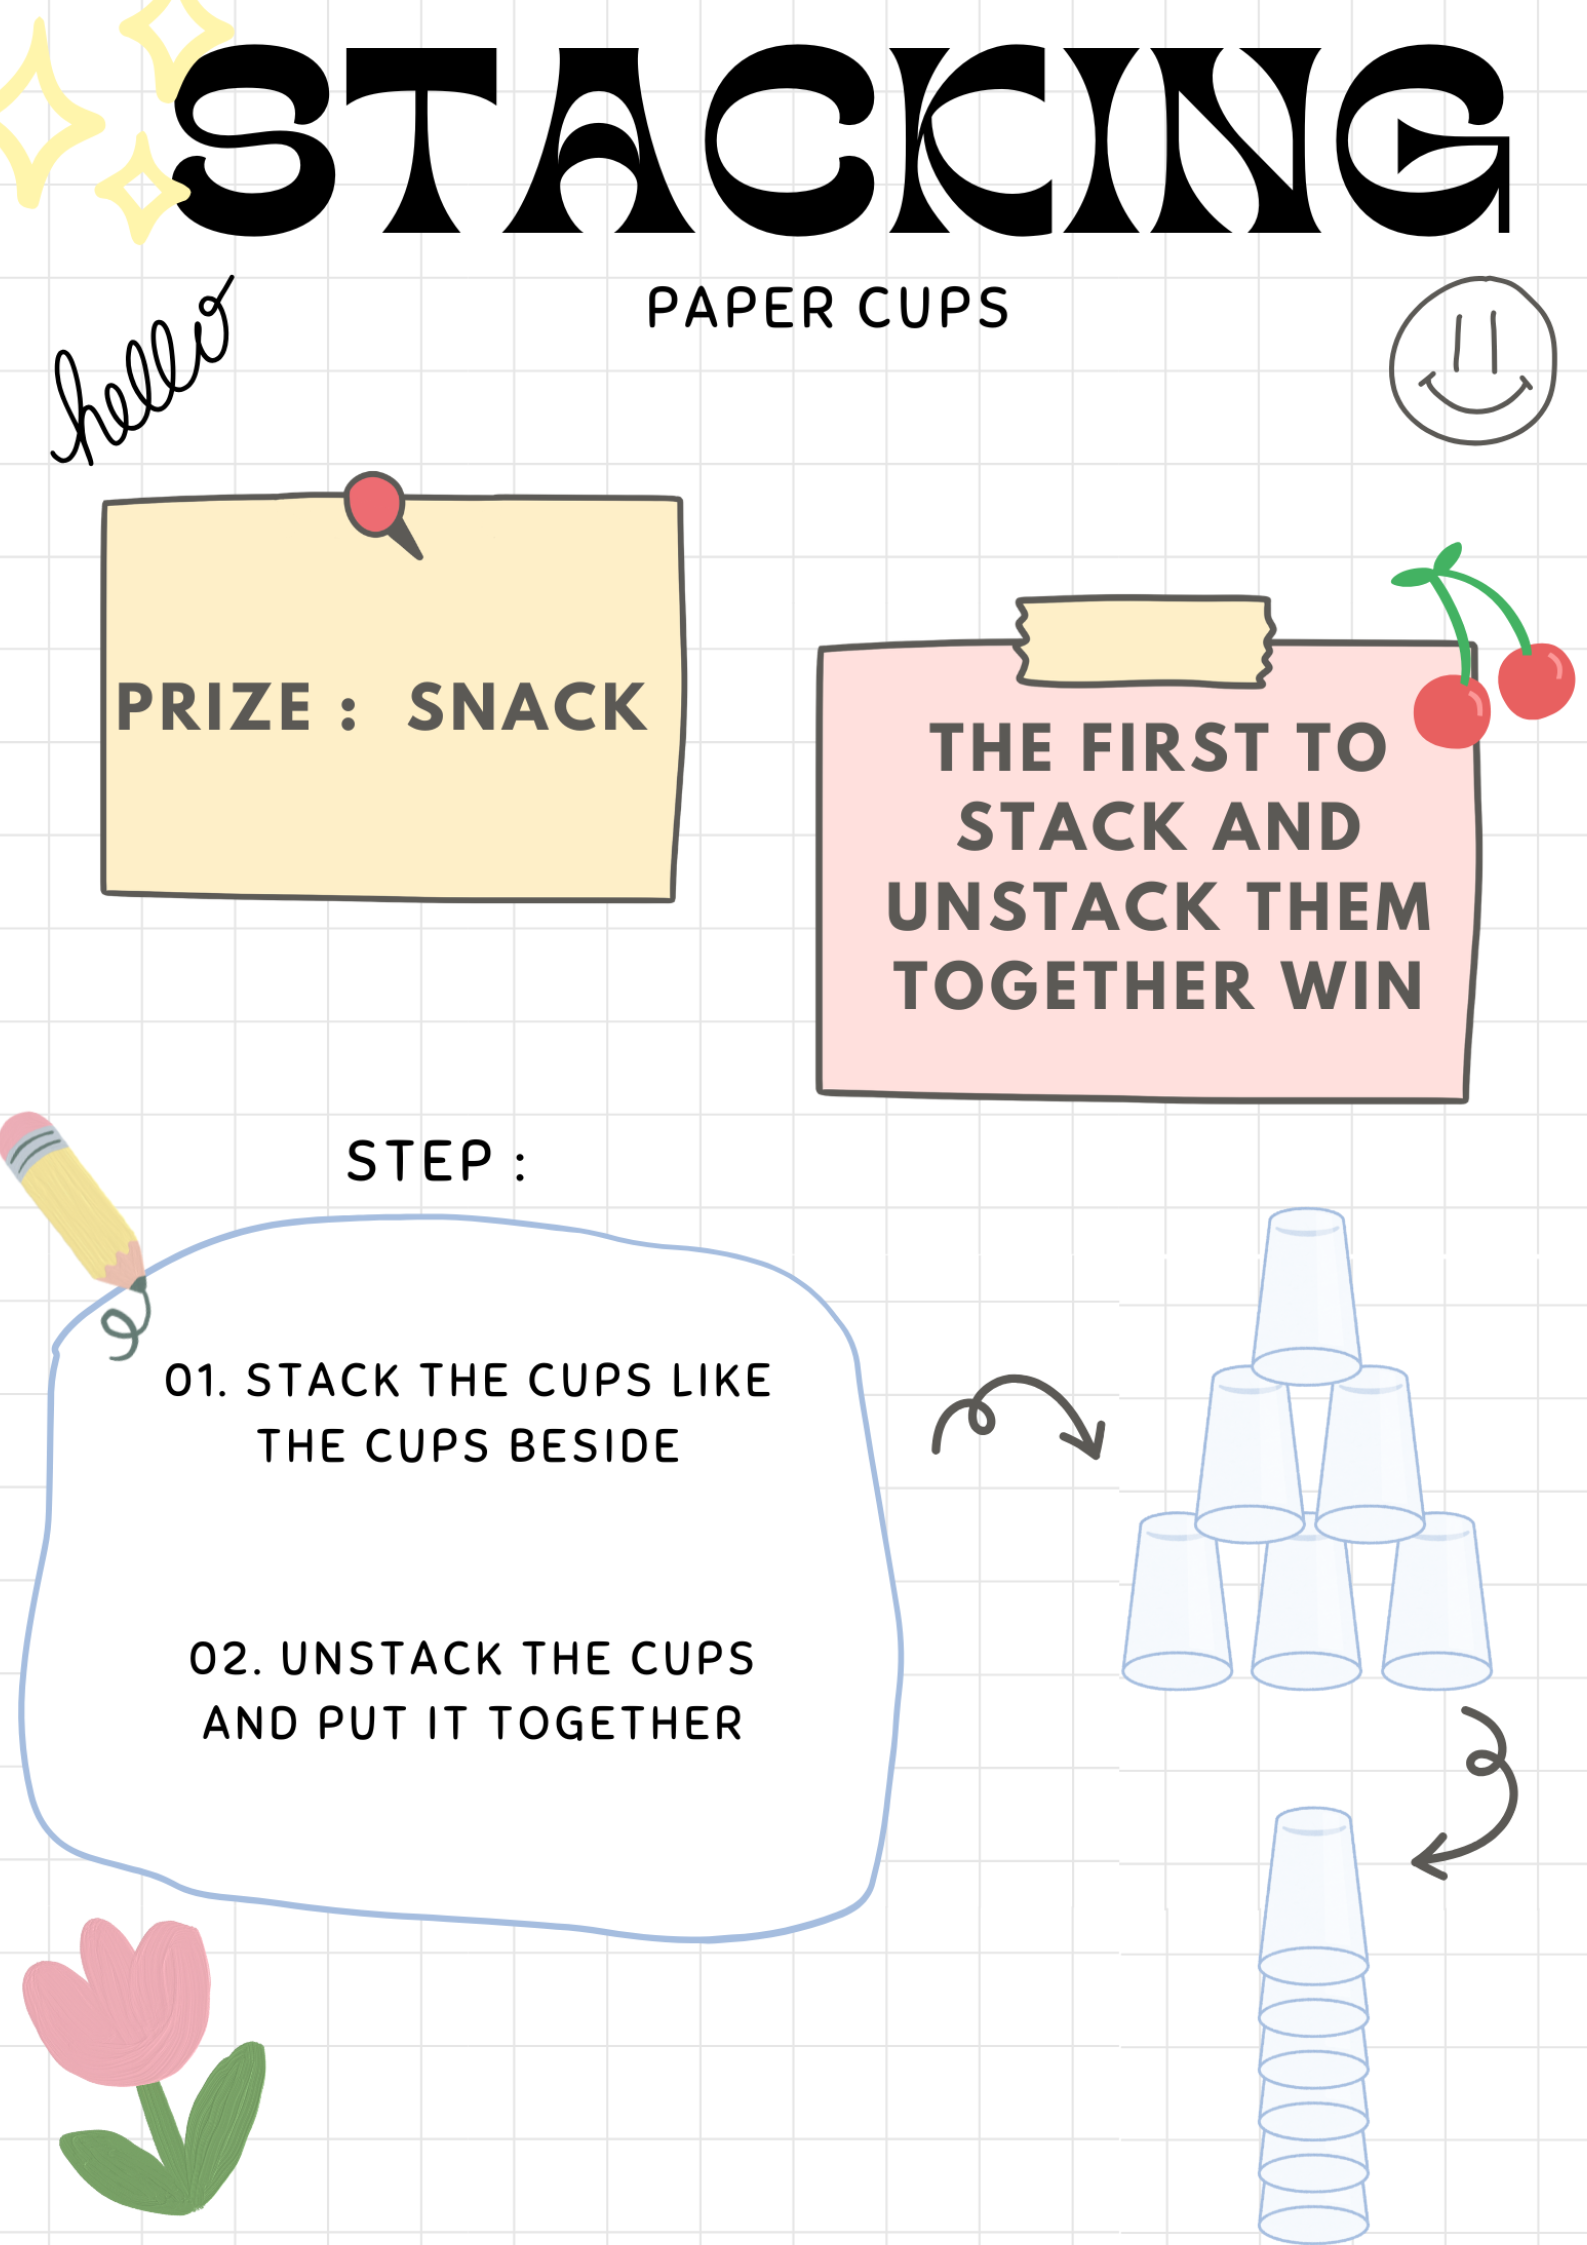 STACKING
PAPER CUPS
hello
PRIZE : SNACK
THE FIRST TO
STACK AND
UNSTACK THEM
TOGETHER WIN
STEP :
01. STACK THE CUPS LIKE
THE CUPS BESIDE
02. UNSTACK THE CUPS
AND PUT IT TOGETHER